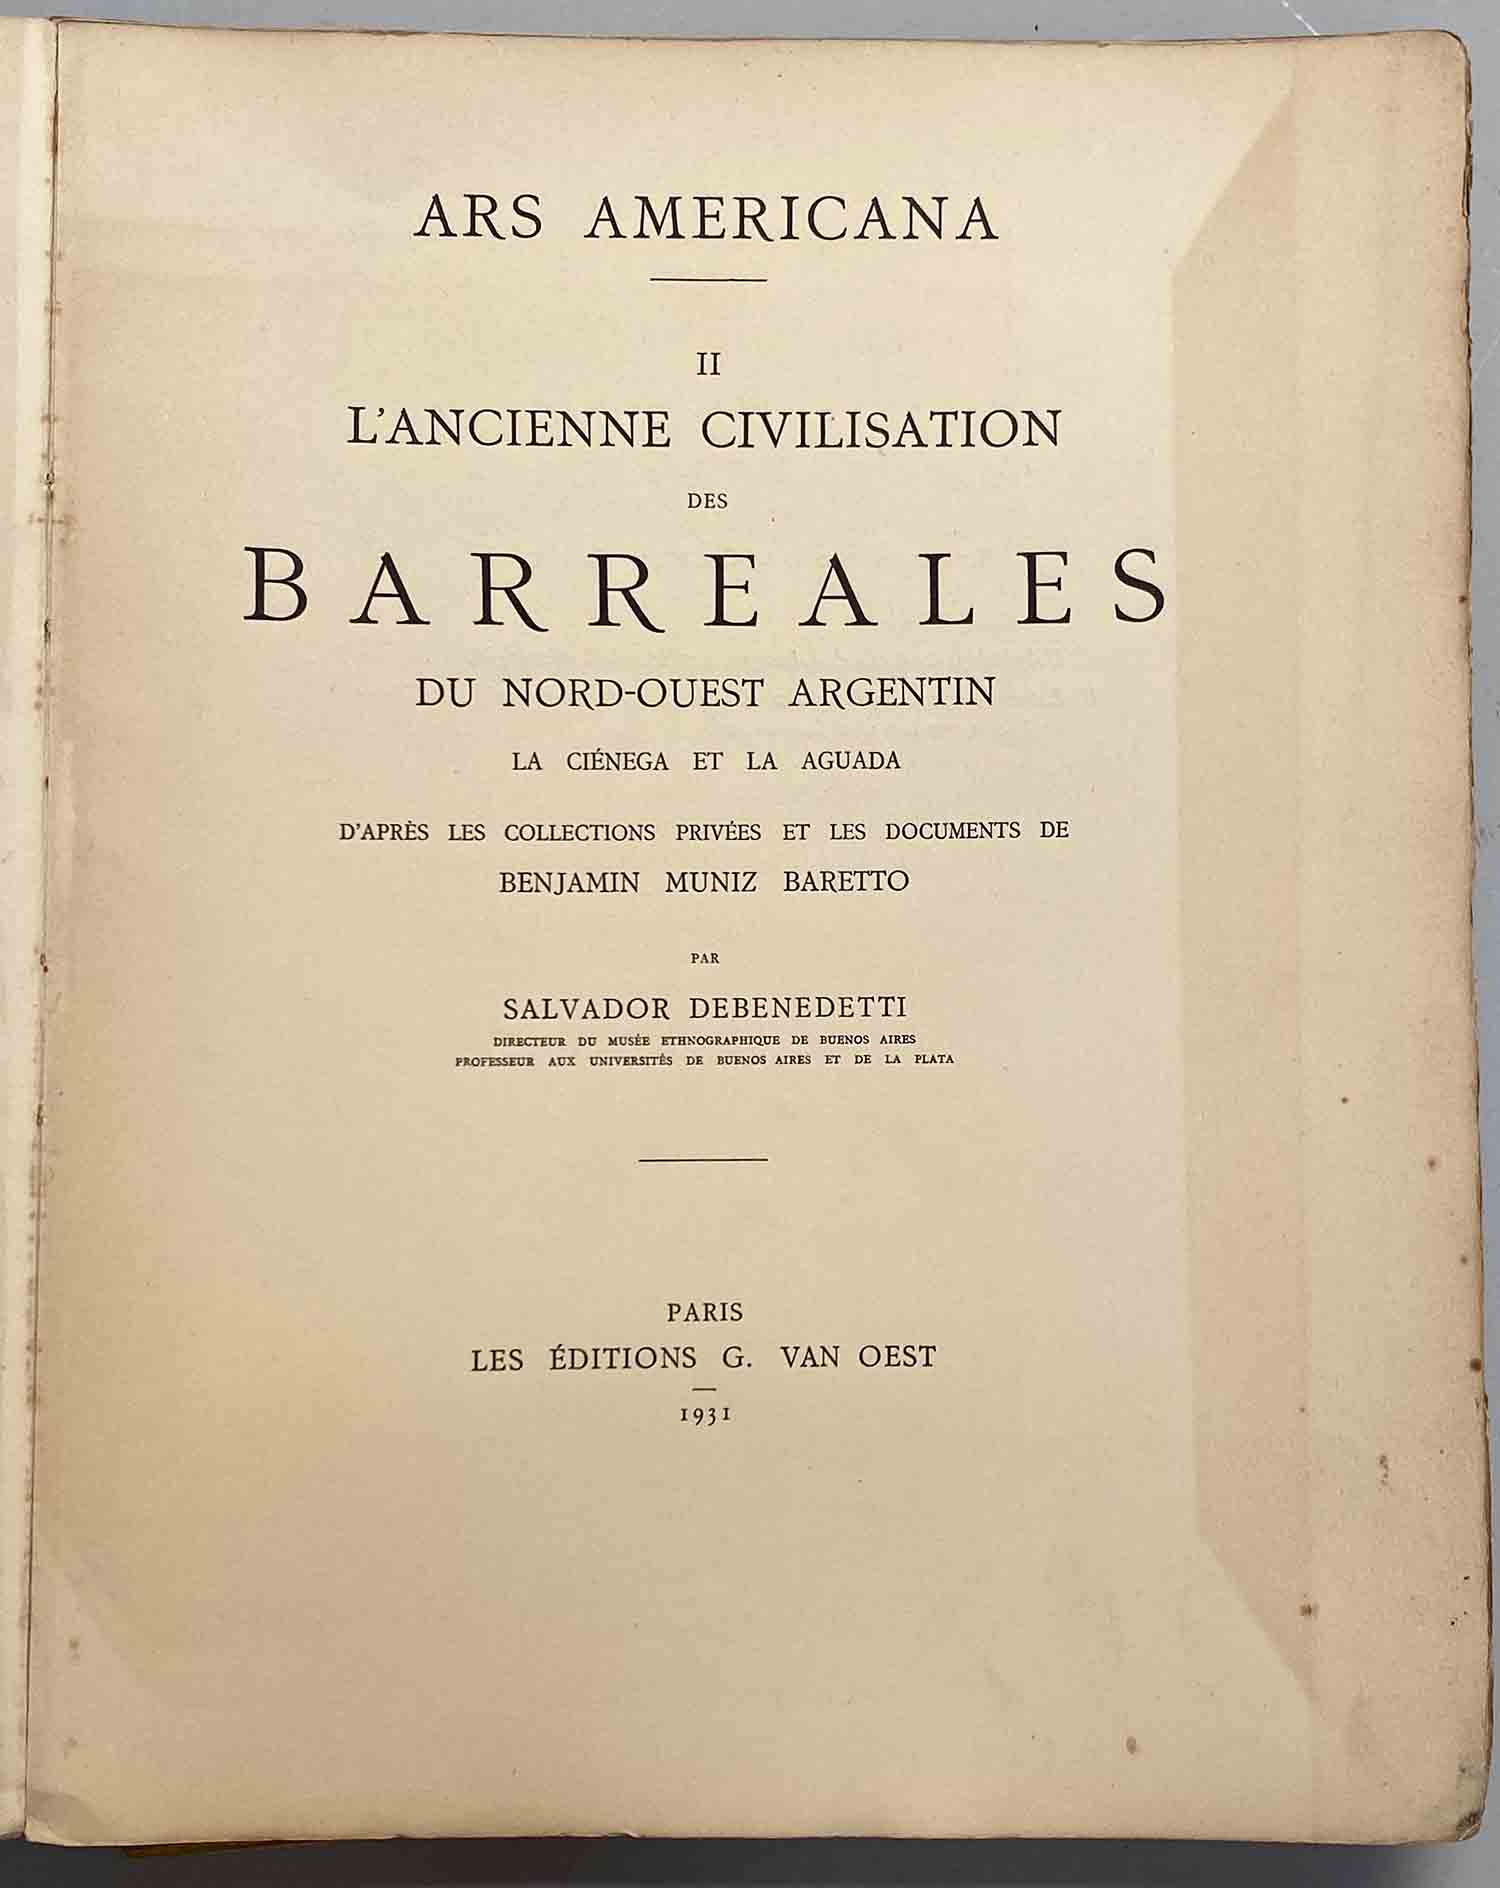 ARS AMERICANA
II
L'ANCIENNE CIVILISATION
DES
BARREALES
DU NORD-OUEST ARGENTIN
LA CIÉNEGA ET LA AGUADA
D'APRÈS LES COLLECTIONS PRIVÉES ET LES DOCUMENTS DE
BENJAMIN MUNIZ BARETTO
PAR
SALVADOR DEBENEDETTI
DIRECTEUR DU MUSÉE ETHNOGRAPHIQUE DE BUENOS AIRES
PROFESSEUR AUX UNIVERSITÉS DE BUENOS AIRES ET DE LA PLATA
PARIS
LES ÉDITIONS G. VAN OEST
1931